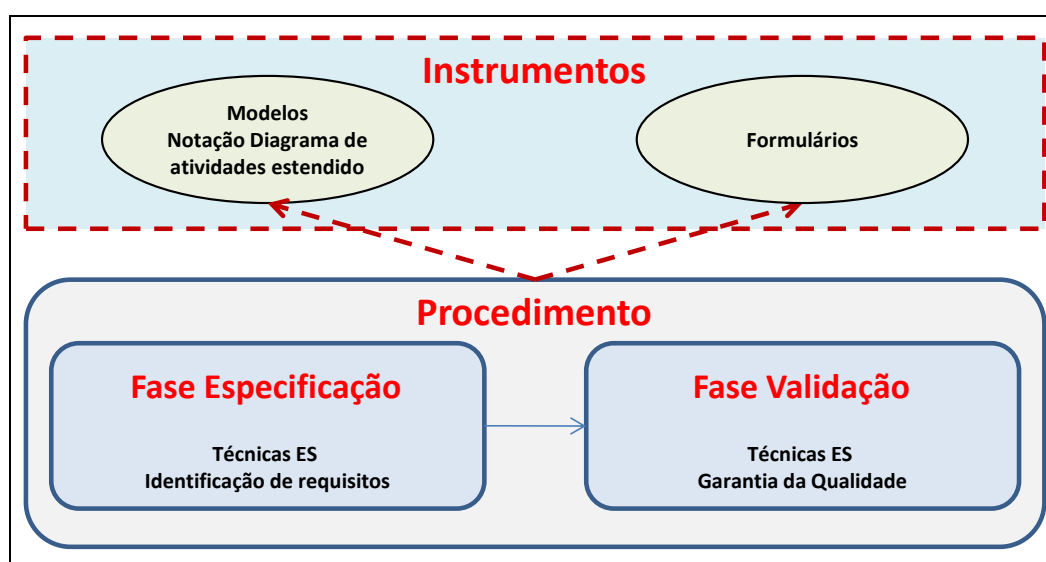 Instrumentos
Modelos
Notação Diagrama de
atividades estendido
Formulários
Procedimento
Fase Especificação
Técnicas ES
Identificação de requisitos
Fase Validação
Técnicas ES
Garantia da Qualidade